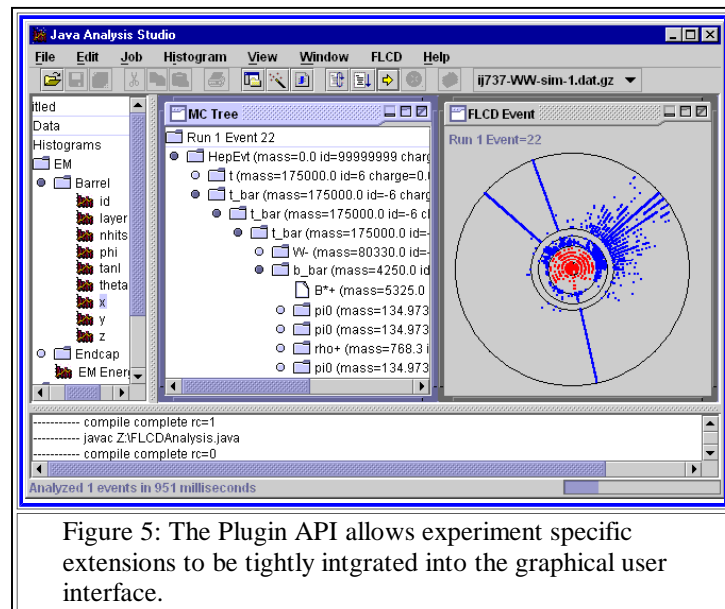 Java Analysis Studio
File Edit Job Histogram View Window FLCD Help
ij737-WW-sim-1.dat.gz
itled
Data
Histograms
EM
Barrel
id
layer
nhits
phi
tanl
theta
x
y
z
Endcap
EM Ener
MC Tree
Run 1 Event 22
HepEvt (mass=0.0 id=99999999 charg
t (mass=175000.0 id=6 charge=0.
t_bar (mass=175000.0 id=-6 charg
t_bar (mass=175000.0 id=-6 cl
t_bar (mass=175000.0 id=-
W- (mass=80330.0 id=-
b_bar (mass=4250.0 id
B*+ (mass=5325.0
pi0 (mass=134.973
pi0 (mass=134.973
rho+ (mass=768.3 i
pi0 (mass=134.973
FLCD Event
Run 1 Event=22
---------- compile complete rc=1
---------- javac Z:\FLCDAnalysis.java
---------- compile complete rc=0
Analyzed 1 events in 951 milliseconds
Figure 5: The Plugin API allows experiment specific
extensions to be tightly intgrated into the graphical user
interface.